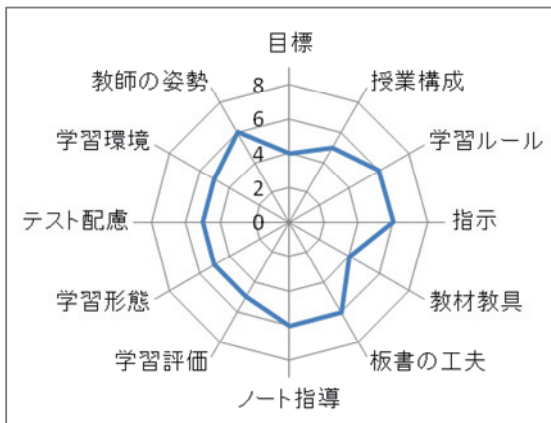 目標
授業構成
学習ルール
指示
教材教具
板書の工夫
ノート指導
学習評価
学習形態
テスト配慮
学習環境
教師の姿勢
8
6
4
2
0